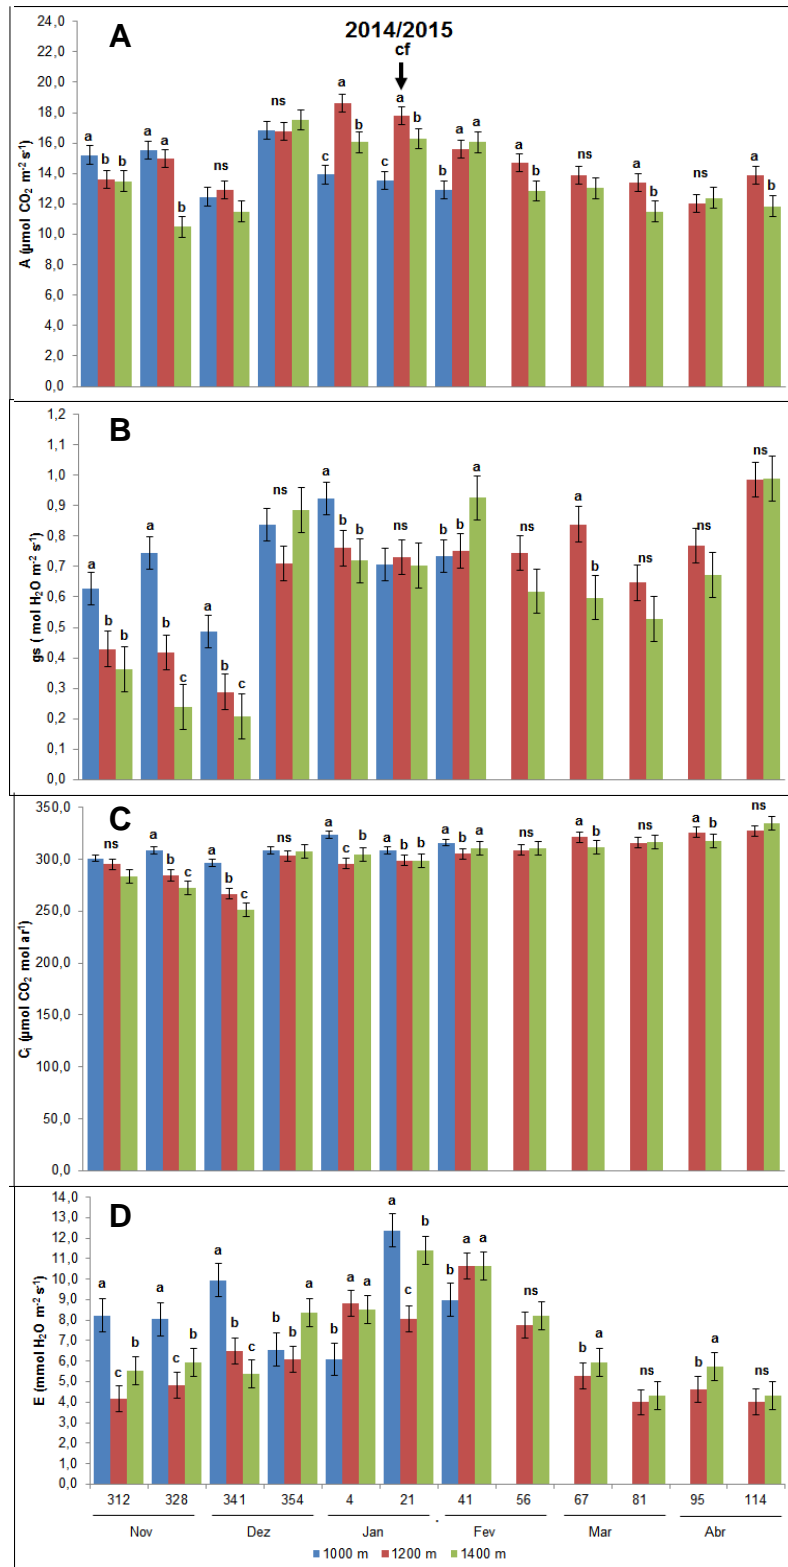 A
2014/2015
cf
A (µmol CO₂ m⁻² s⁻¹)
24,0
22,0
20,0
18,0
16,0
14,0
12,0
10,0
8,0
6,0
4,0
2,0
0,0
a b b
a a b
ns
ns
c a b
c a b
b a a
a b
ns
a b
ns
a b
B
gs ( mol H₂O m⁻² s⁻¹)
1,2
1,1
1,0
0,9
0,8
0,7
0,6
0,5
0,4
0,3
0,2
0,1
0,0
a b b
a b c
a b c
ns
a b b
ns
b b a
ns
a b
ns
ns
ns
C
Cᵢ (µmol CO₂ mol ar¹)
350,0
300,0
250,0
200,0
150,0
100,0
50,0
0,0
ns
a b c
a b c
ns
a c b
a b b
a b a
ns
a b
ns
a b
ns
D
E (mmol H₂O m⁻² s⁻¹)
14,0
13,0
12,0
11,0
10,0
9,0
8,0
7,0
6,0
5,0
4,0
3,0
2,0
1,0
0,0
a c b
a c b
a b c
b b a
b a a
a c b
b a a
ns
b a
ns
b a
ns
312 328 341 354 4 21 41 56 67 81 95 114
Nov Dez Jan Fev Mar Abr
1000 m 1200 m 1400 m